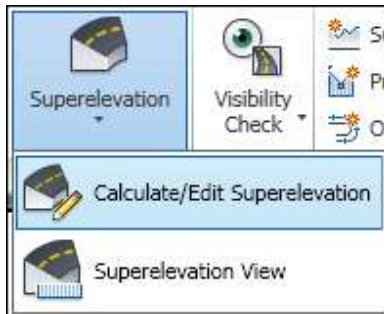 Superelevation
Visibility
Check
Calculate/Edit Superelevation
Superelevation View